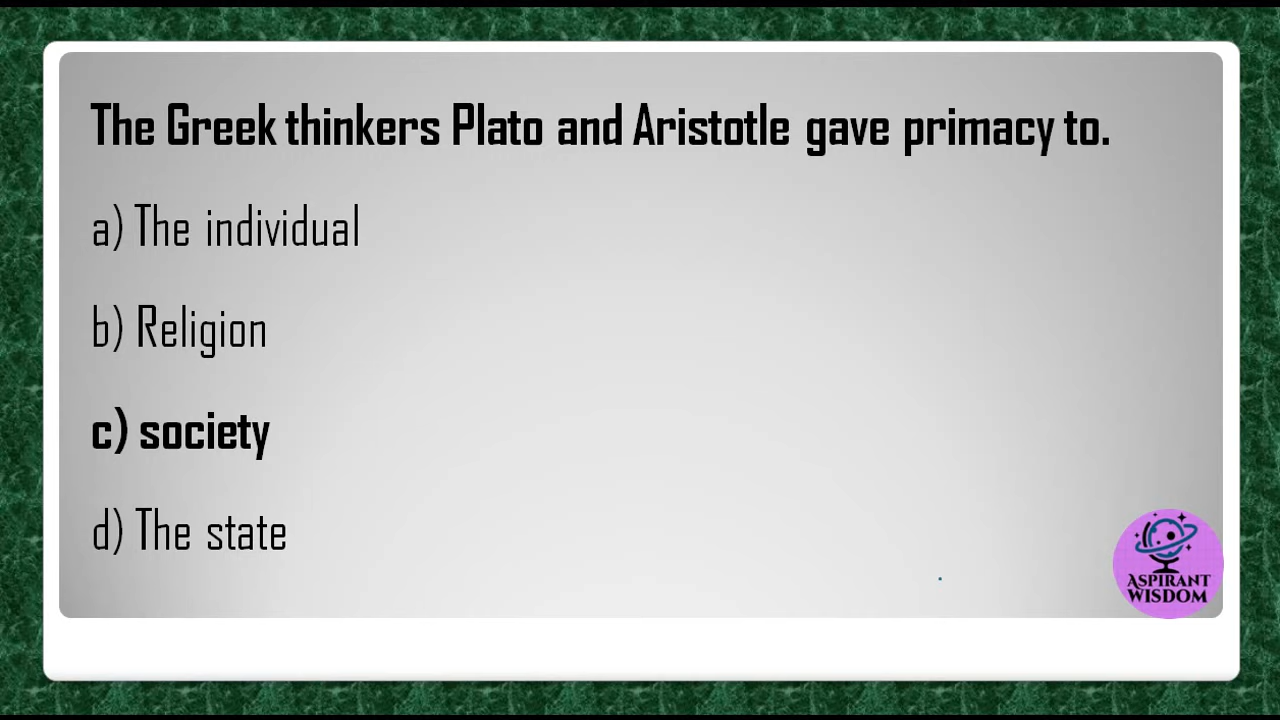 The Greek thinkers Plato and Aristotle gave primacy to.
a) The individual
b) Religion
c) society
d) The state
ASPIRANT
WISDOM